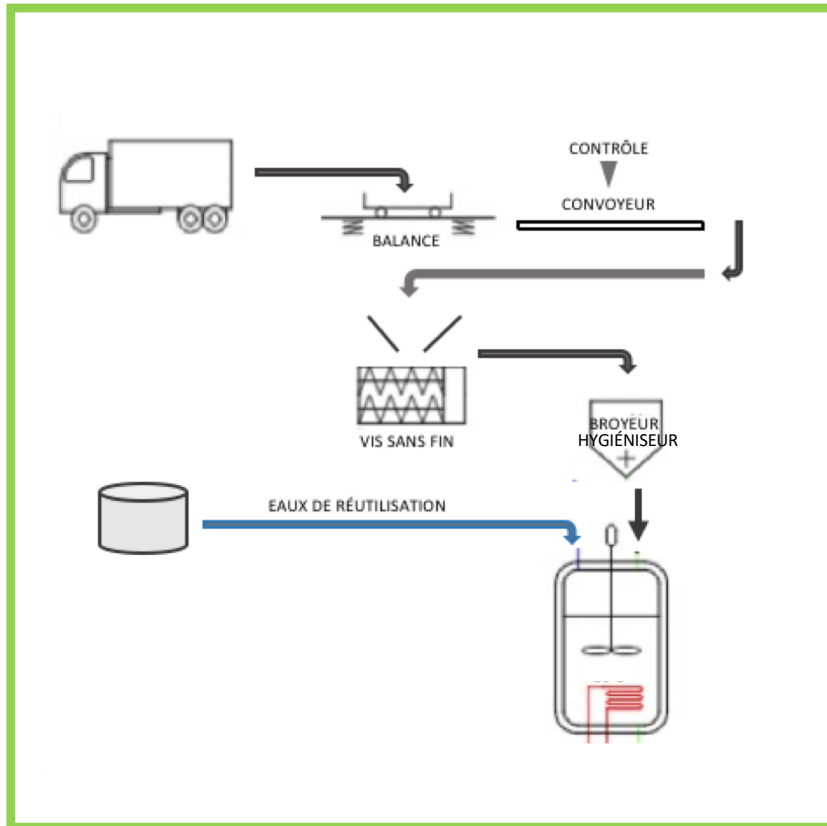 CONTRÔLE
CONVOYEUR
BALANCE
VIS SANS FIN
BROYEUR
HYGIÉNISEUR
EAUX DE RÉUTILISATION